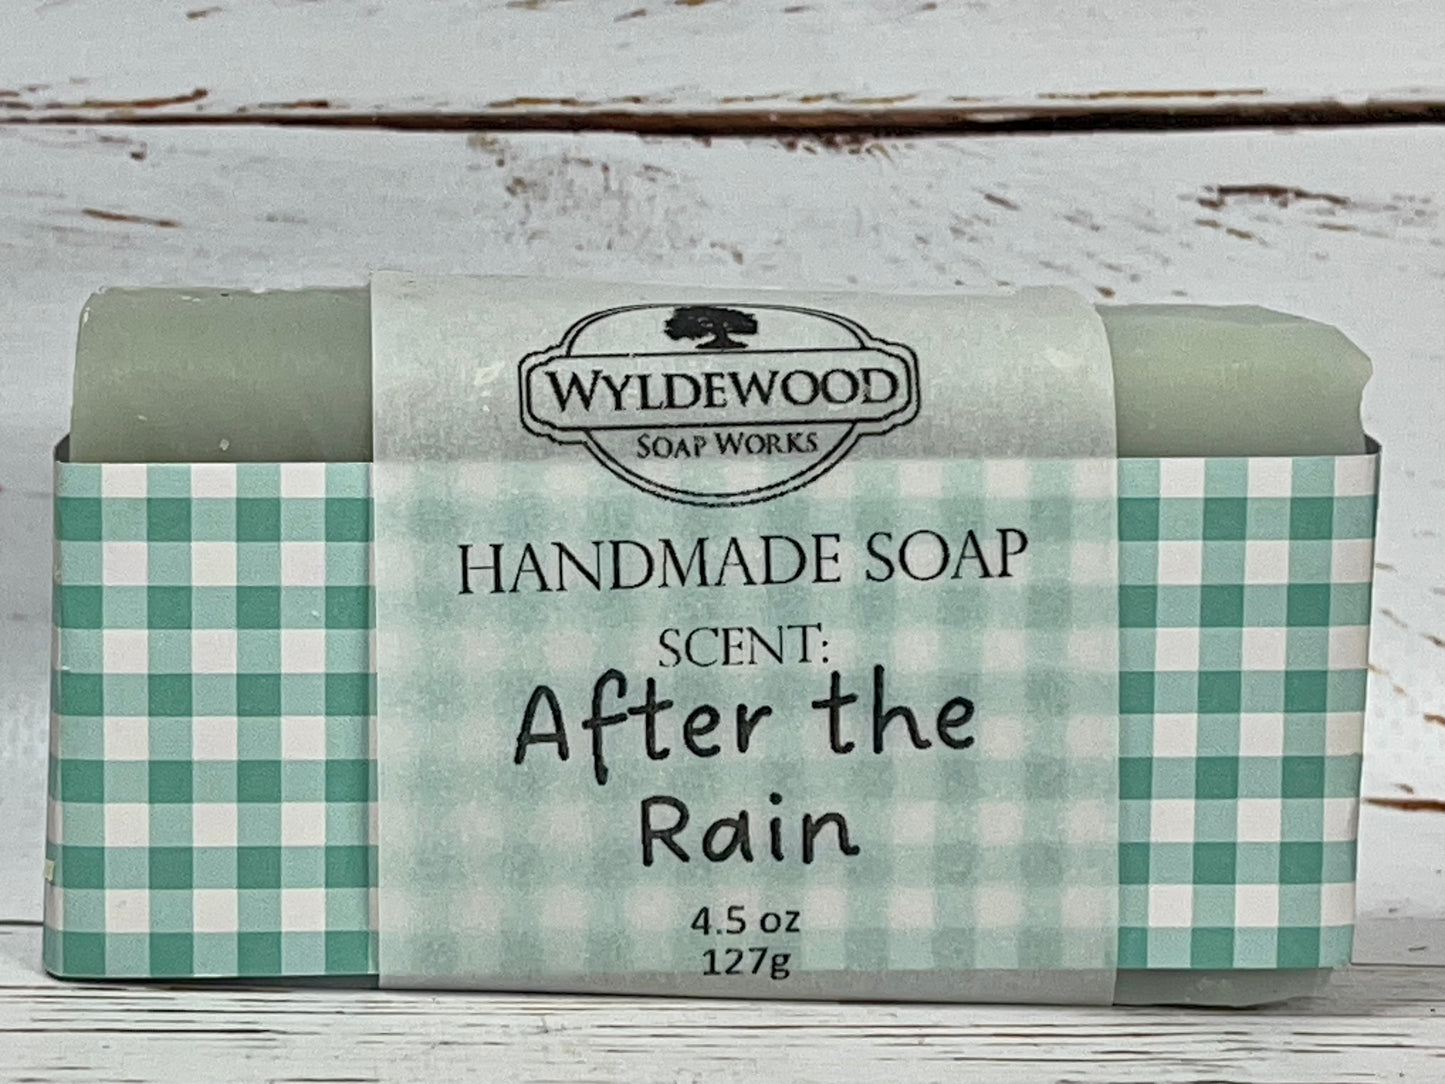 WYLDEWOOD
SOAP WORKS
HANDMADE SOAP
SCENT:
After the
Rain
4.5 oz
127g